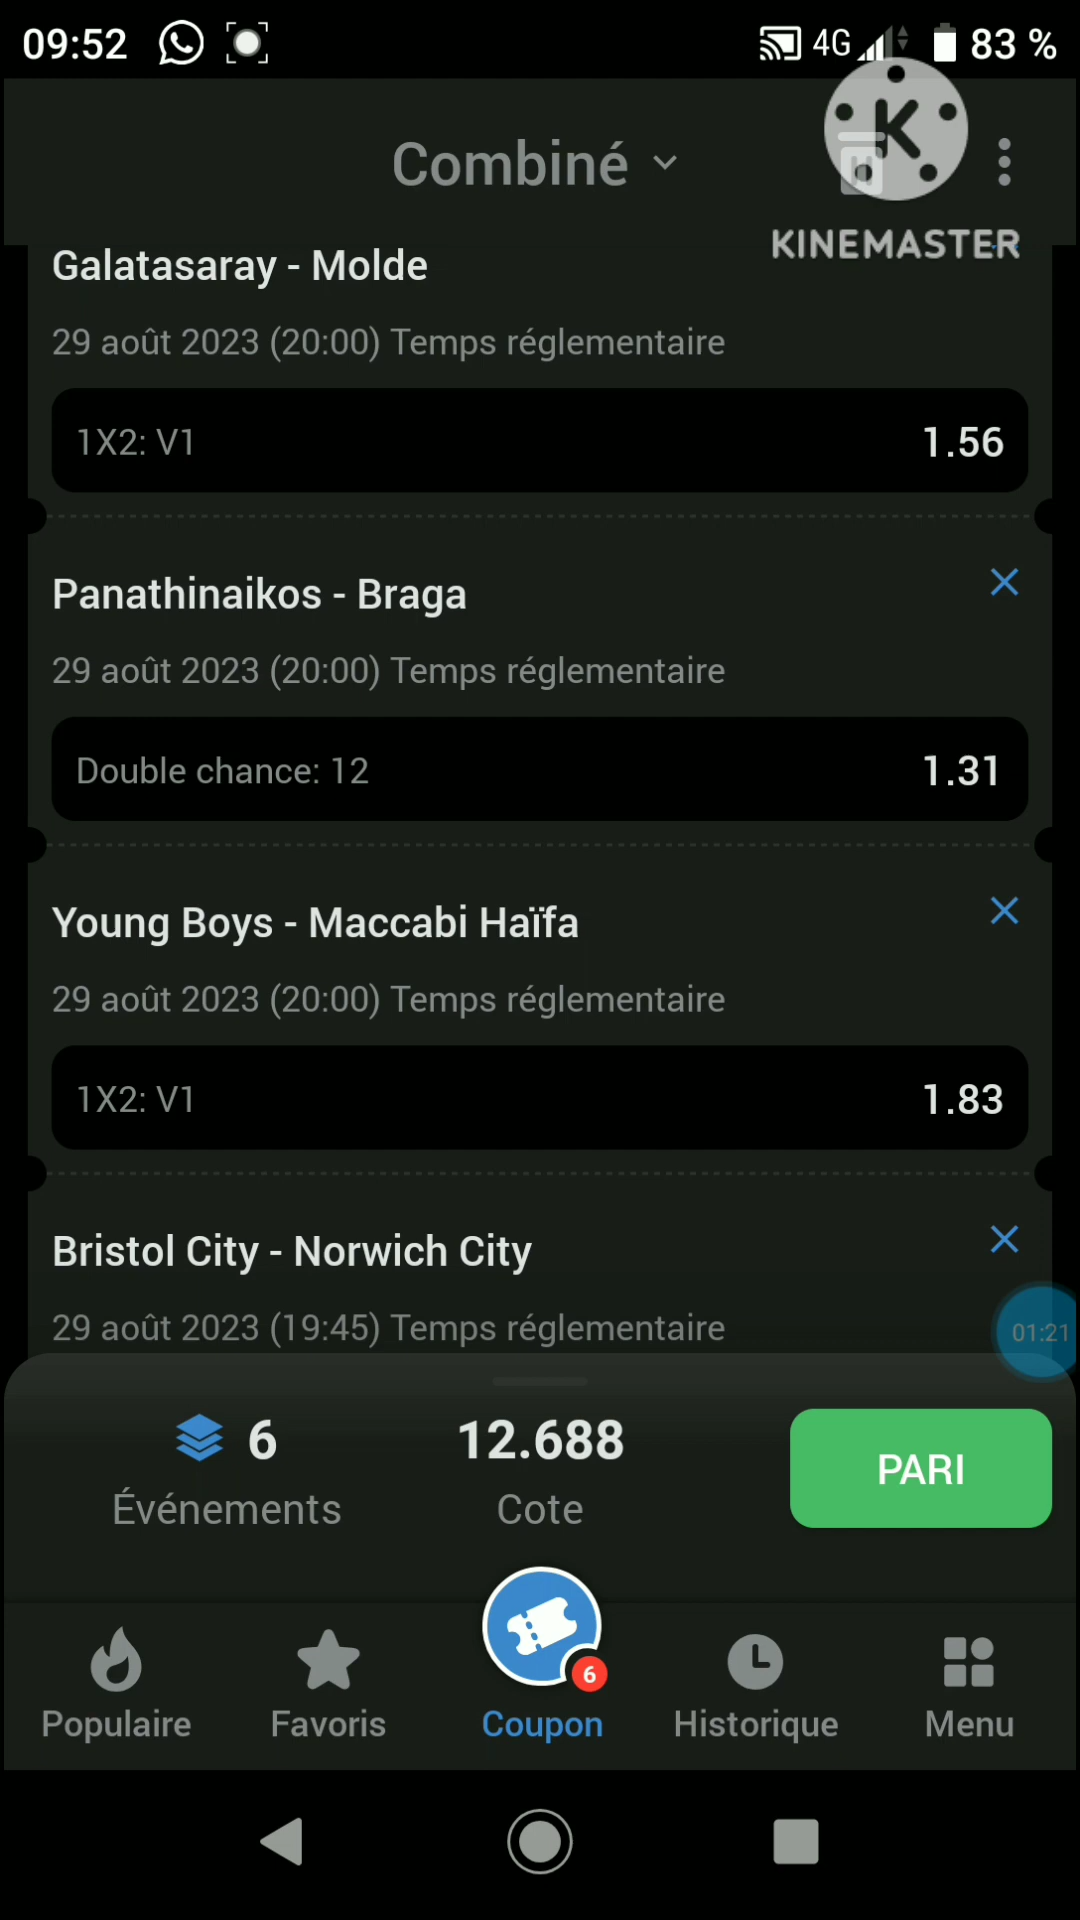 09:52 4G 83 %
Combiné
K
KINEMASTER
Galatasaray - Molde
29 août 2023 (20:00) Temps réglementaire
1X2: V1 1.56
Panathinaikos - Braga
29 août 2023 (20:00) Temps réglementaire
Double chance: 12 1.31
Young Boys - Maccabi Haïfa
29 août 2023 (20:00) Temps réglementaire
1X2: V1 1.83
Bristol City - Norwich City
29 août 2023 (19:45) Temps réglementaire
01:21
6 12.688 PARI
Événements Cote
6
Populaire Favoris Coupon Historique Menu